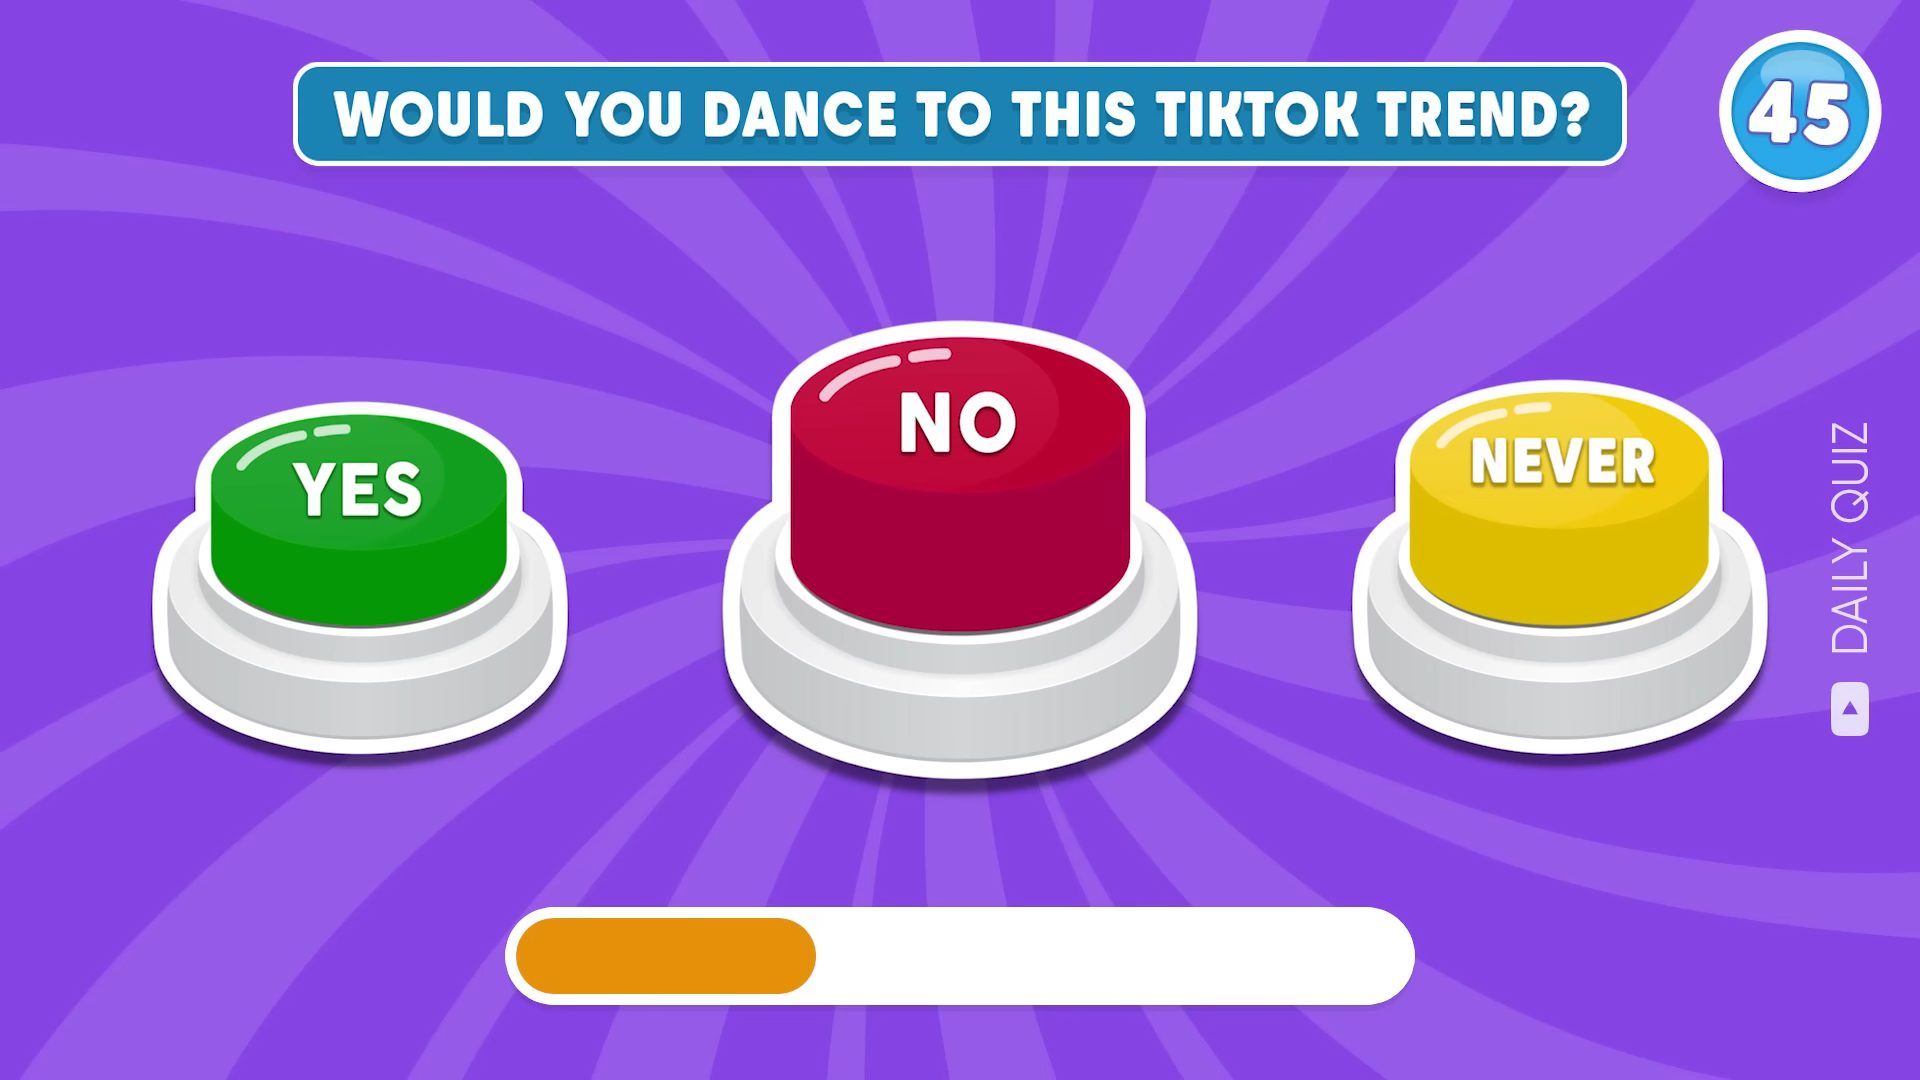 WOULD YOU DANCE TO THIS TIKTOK TREND?
45
YES
NO
NEVER
DAILY QUIZ